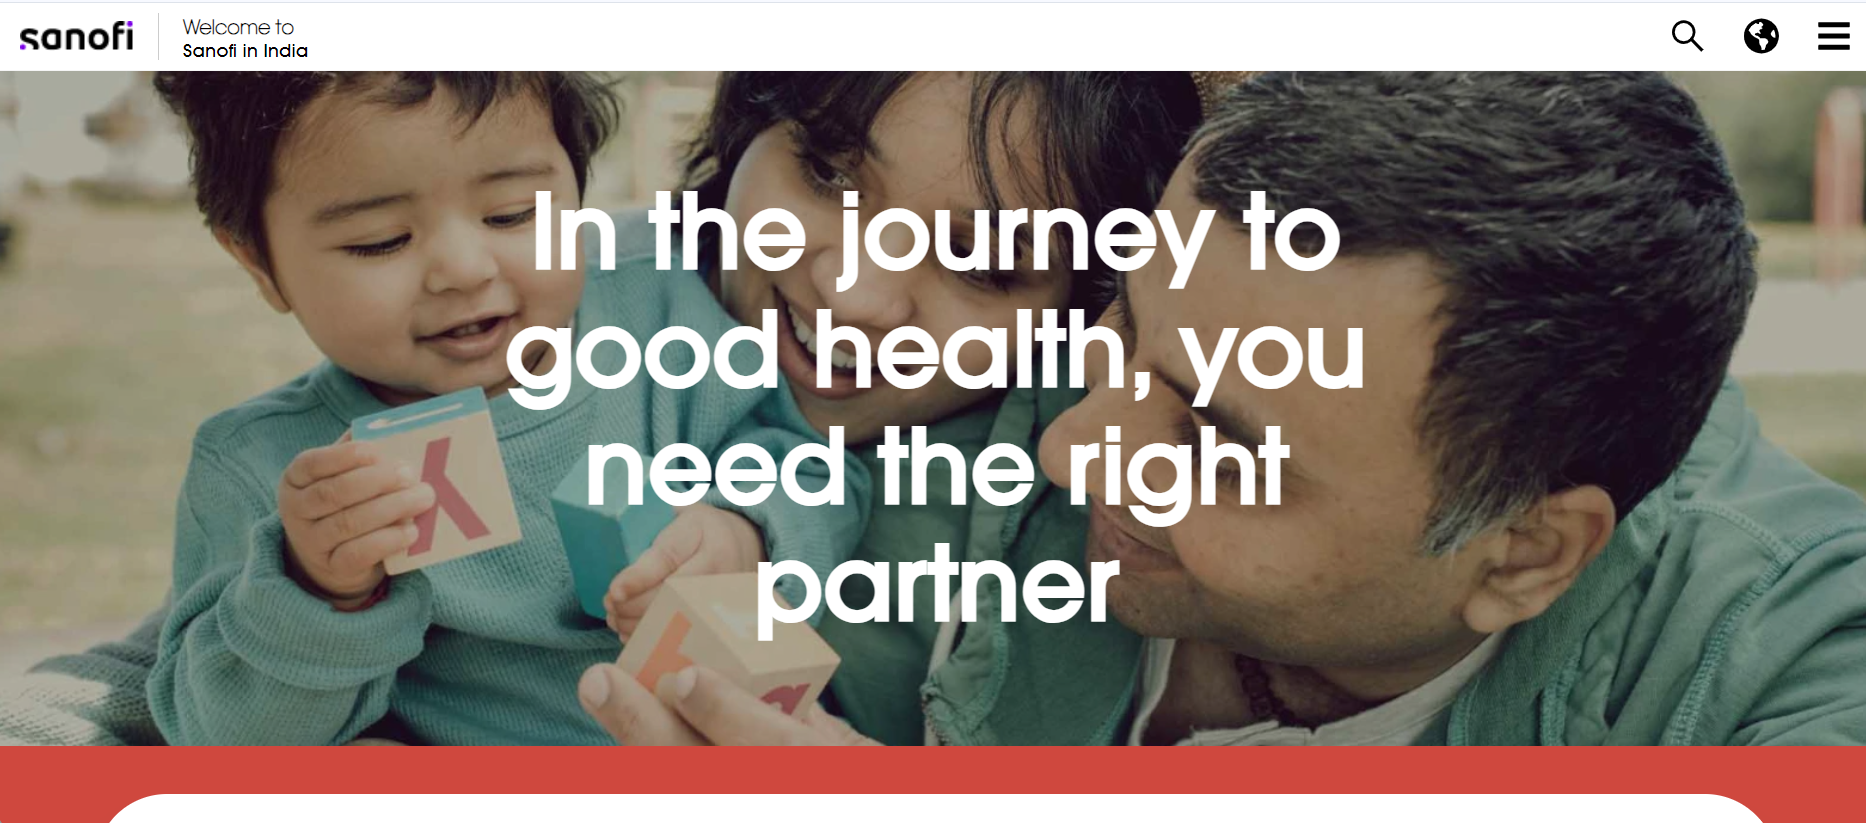 sanofi
Welcome to
Sanofi in India
In the journey to
good health, you
need the right
partner